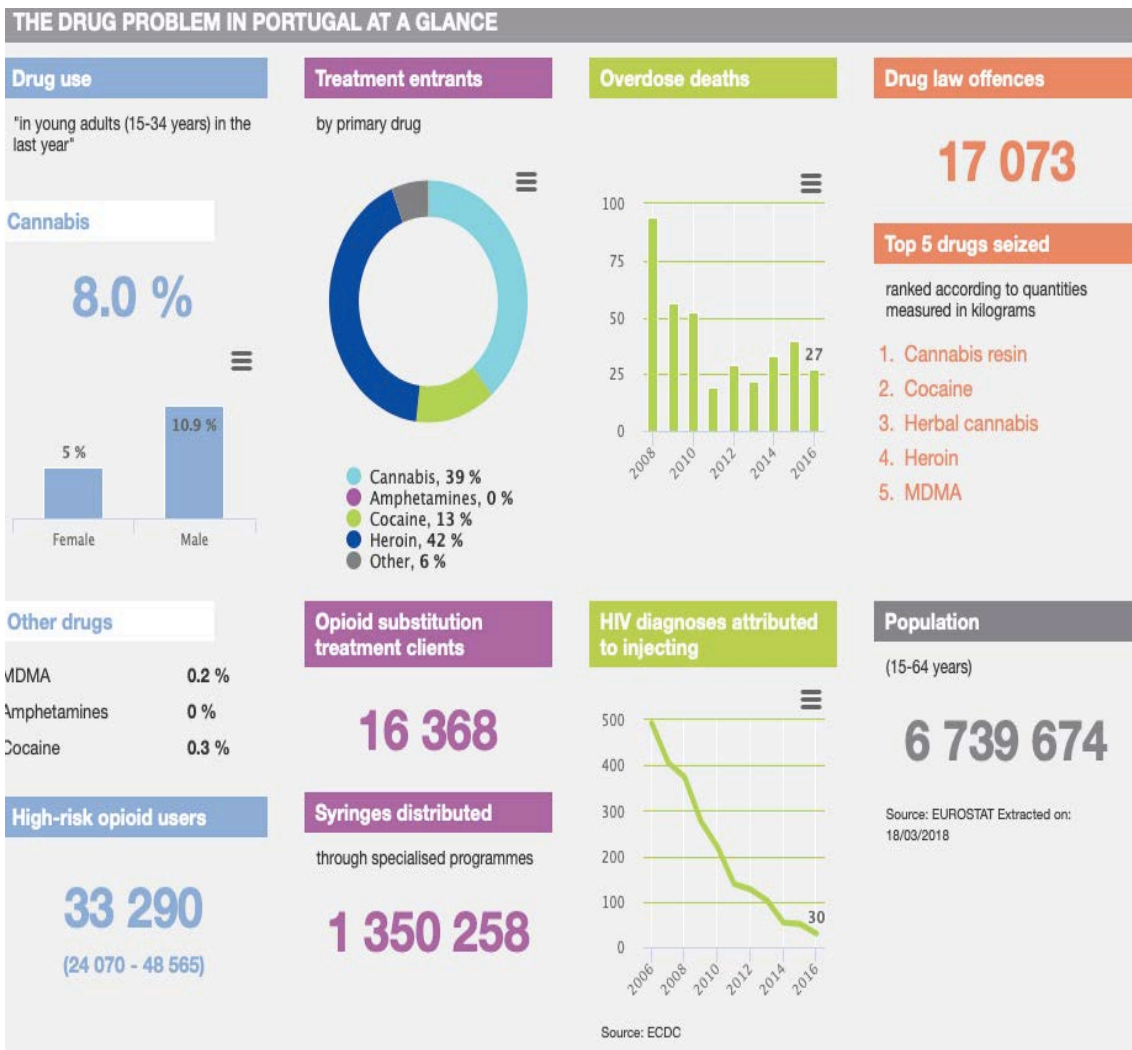 THE DRUG PROBLEM IN PORTUGAL AT A GLANCE
Drug use
"in young adults (15-34 years) in the
last year"
Cannabis
8.0 %
5 %
10.9 %
Female
Male
Other drugs
MDMA 0.2 %
Amphetamines 0 %
Cocaine 0.3 %
High-risk opioid users
33 290
(24 070 - 48 565)
Treatment entrants
by primary drug
Cannabis, 39 %
Amphetamines, 0 %
Cocaine, 13 %
Heroin, 42 %
Other, 6 %
Opioid substitution
treatment clients
16 368
Syringes distributed
through specialised programmes
1 350 258
Overdose deaths
100
75
50
25
0
27
2008
2010
2012
2014
2016
HIV diagnoses attributed
to injecting
500
400
300
200
100
0
30
2006
2008
2010
2012
2014
2016
Source: ECDC
Drug law offences
17 073
Top 5 drugs seized
ranked according to quantities
measured in kilograms
1. Cannabis resin
2. Cocaine
3. Herbal cannabis
4. Heroin
5. MDMA
Population
(15-64 years)
6 739 674
Source: EUROSTAT Extracted on:
18/03/2018